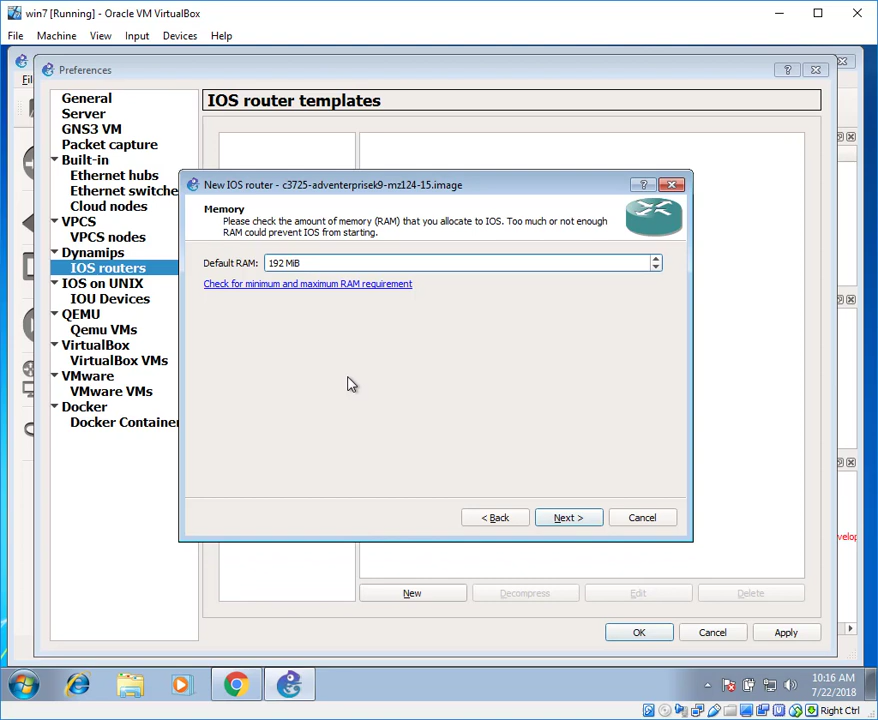 win7 [Running] - Oracle VM VirtualBox
File Machine View Input Devices Help
Preferences
General
Server
GNS3 VM
Packet capture
Built-in
Ethernet hubs
Ethernet switche
Cloud nodes
VPCS
VPCS nodes
Dynamips
IOS routers
IOS on UNIX
IOU Devices
QEMU
Qemu VMs
VirtualBox
VirtualBox VMs
VMware
VMware VMs
Docker
Docker Container
IOS router templates
New IOS router - c3725-adventerprisek9-mz124-15.image
Memory
Please check the amount of memory (RAM) that you allocate to IOS. Too much or not enough
RAM could prevent IOS from starting.
Default RAM: 192 MiB
Check for minimum and maximum RAM requirement
< Back Next > Cancel
New Decompress Edit Delete
OK Cancel Apply
10:16 AM
7/22/2018
Right Ctrl